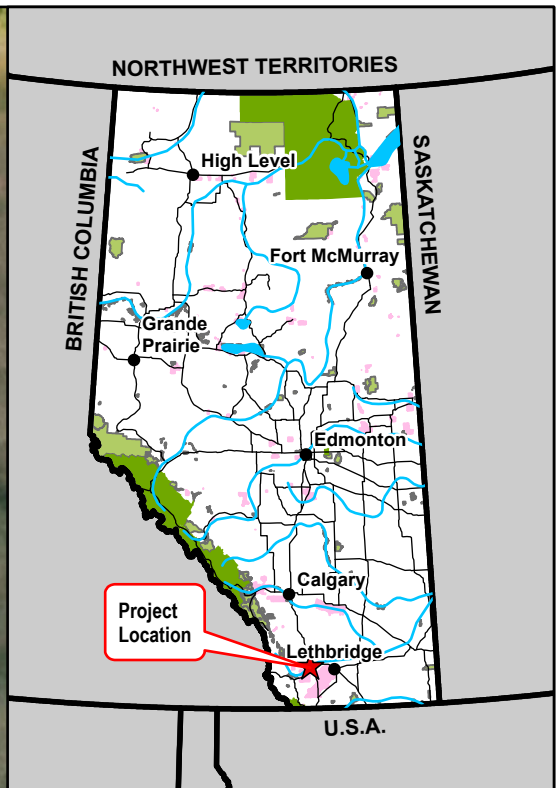 NORTHWEST TERRITORIES
BRITISH COLUMBIA
SASKATCHEWAN
High Level
Fort McMurray
Grande
Prairie
Edmonton
Calgary
Project
Location
Lethbridge
U.S.A.